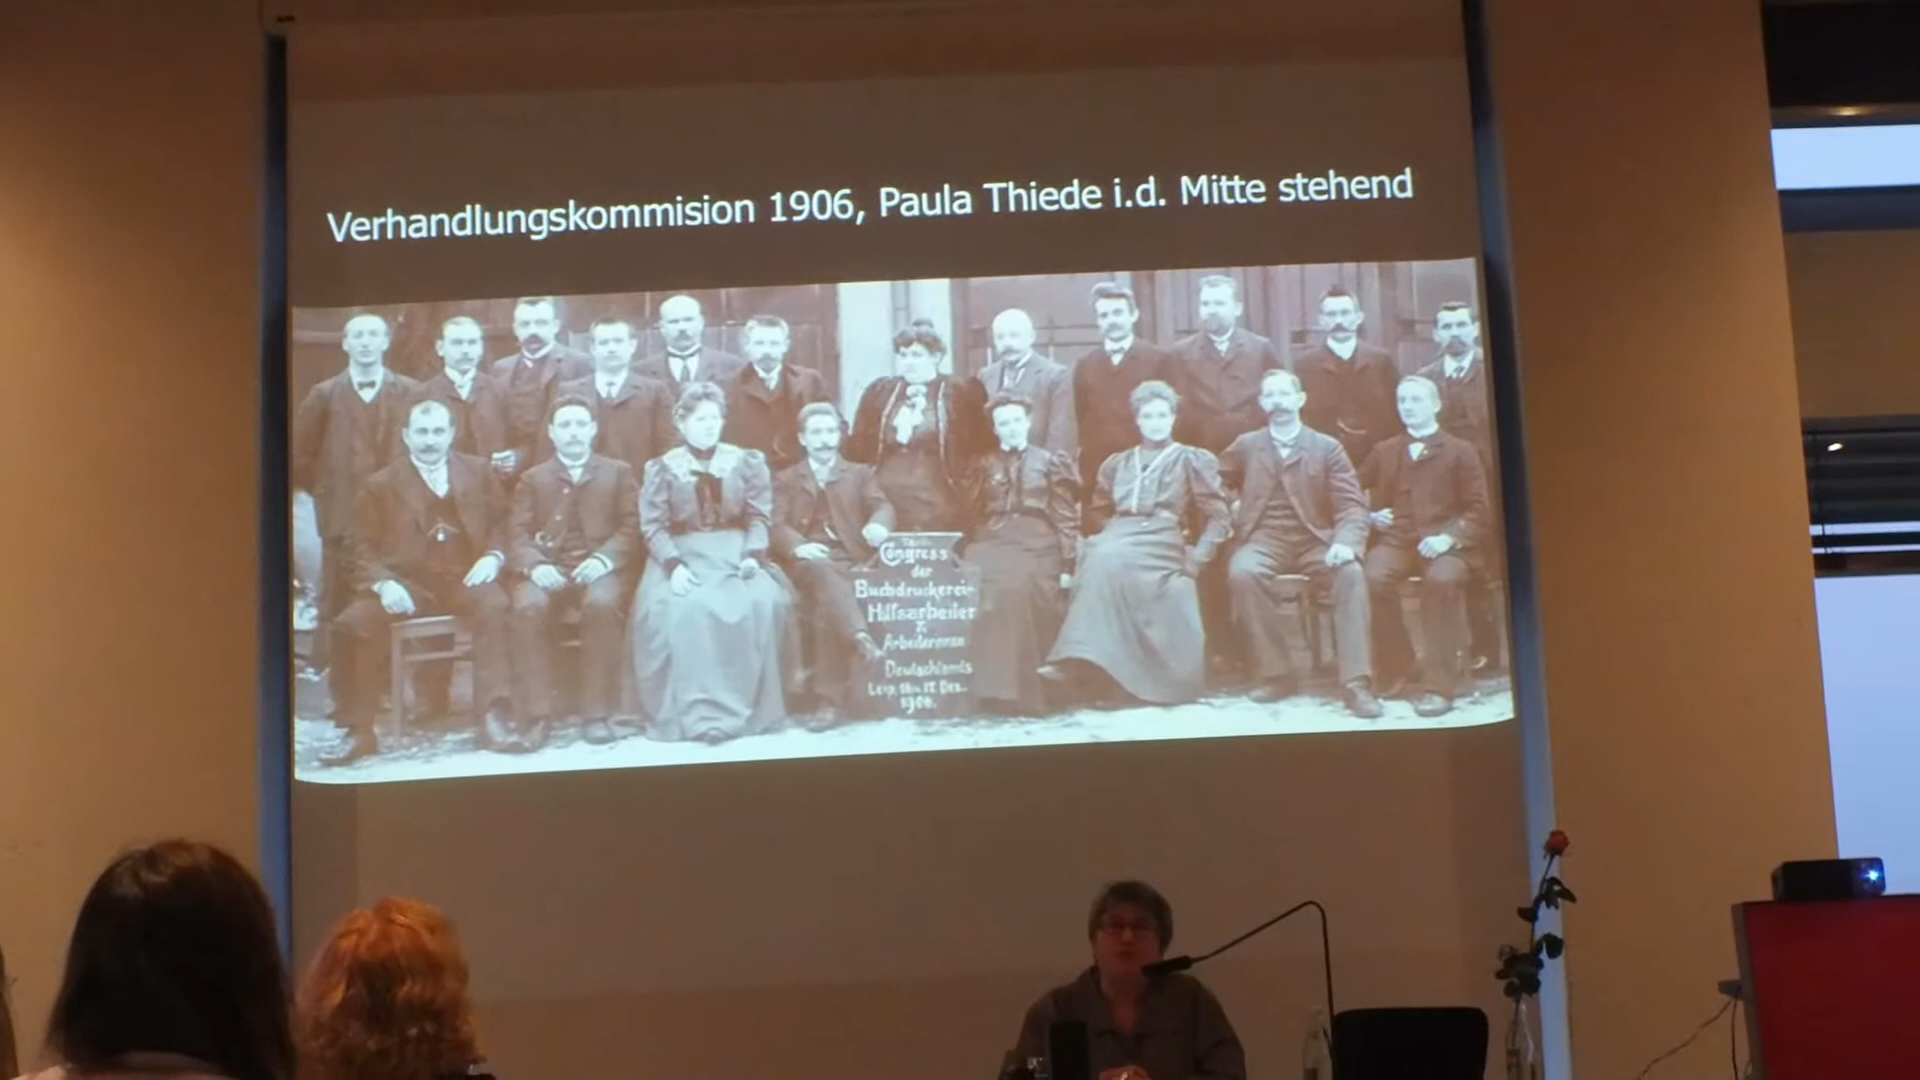 Verhandlungskommision 1906, Paula Thiede i.d. Mitte stehend
Congress
der
Buchdruckerei-
Hilfsarbeiter
&
Arbeiterinnen
Deutschlands
1906.